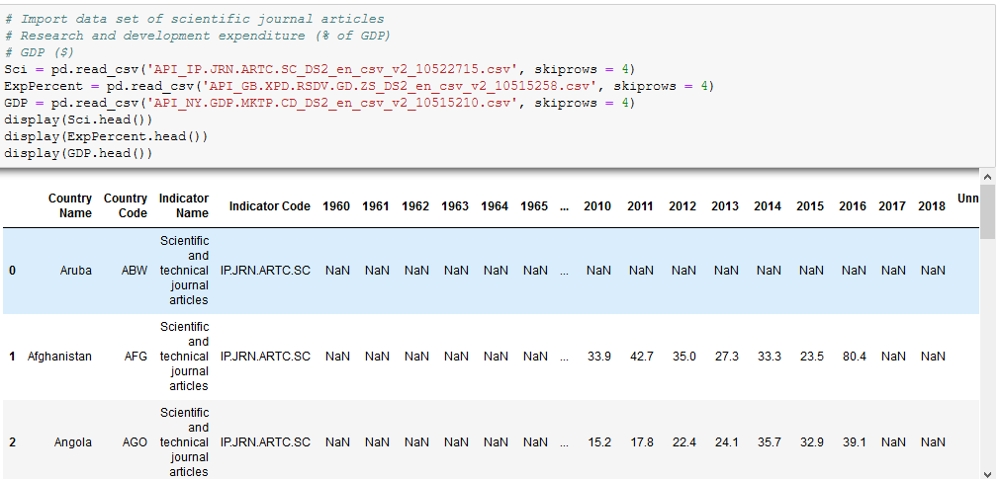 # Import data set of scientific journal articles
# Research and development expenditure (% of GDP)
# GDP ($)
Sci = pd.read_csv('API_IP.JRN.ARTC.SC_DS2_en_csv_v2_10522715.csv', skiprows = 4)
ExpPercent = pd.read_csv('API_GB.XPD.RSDV.GD.ZS_DS2_en_csv_v2_10515258.csv', skiprows = 4)
GDP = pd.read_csv('API_NY.GDP.MKTP.CD_DS2_en_csv_v2_10515210.csv', skiprows = 4)
display(Sci.head())
display(ExpPercent.head())
display(GDP.head())
Country Name Country Code Indicator Name Indicator Code 1960 1961 1962 1963 1964 1965 ... 2010 2011 2012 2013 2014 2015 2016 2017 2018 Unn
0 Aruba ABW Scientific and technical journal articles IP.JRN.ARTC.SC NaN NaN NaN NaN NaN NaN ... NaN NaN NaN NaN NaN NaN NaN NaN NaN
1 Afghanistan AFG Scientific and technical journal articles IP.JRN.ARTC.SC NaN NaN NaN NaN NaN NaN ... 33.9 42.7 35.0 27.3 33.3 23.5 80.4 NaN NaN
2 Angola AGO Scientific and technical journal articles IP.JRN.ARTC.SC NaN NaN NaN NaN NaN NaN ... 15.2 17.8 22.4 24.1 35.7 32.9 39.1 NaN NaN